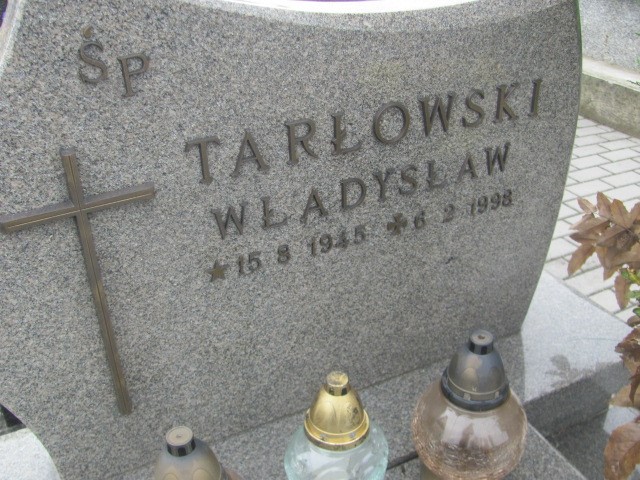 ŚP
TARŁOWSKI
WŁADYSŁAW
★15 8 1945 ✚6 2 1998